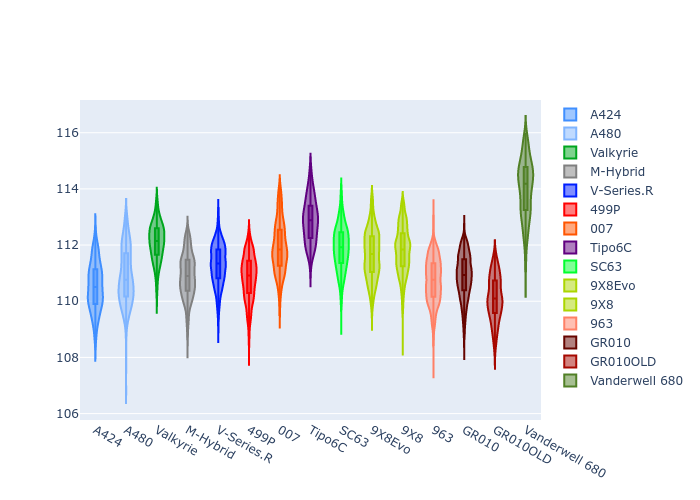 116
114
112
110
108
106
A424
A480
Valkyrie
M-Hybrid
V-Series.R
499P
007
Tipo6C
SC63
9X8Evo
9X8
963
GR010
GR010OLD
Vanderwell 680
A424
A480
Valkyrie
M-Hybrid
V-Series.R
499P
007
Tipo6C
SC63
9X8Evo
9X8
963
GR010
GR010OLD
Vanderwell 680